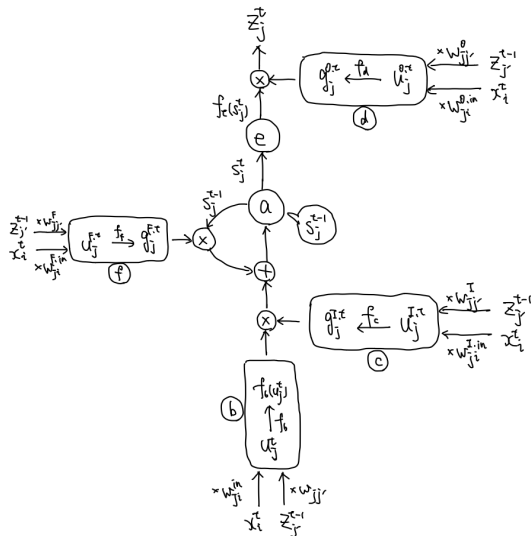 z_j^t
×
f_e(s_j^t)
g_j^{O,t} ←f_d u_j^{O,t}
×w_{jj'}^O z_{j'}^{t-1}
×w_{ji}^{O,in} x_i^t
d
e
s_j^t
s_j^{t-1}
a
s_j^{t-1}
z_{j'}^{t-1} ×w_{jj'}^F
x_i^t ×w_{ji}^{F,in}
u_j^{F,t} →f_f g_j^{F,t}
×
f
+
×
g_j^{I,t} ←f_c u_j^{I,t}
×w_{jj'}^I z_{j'}^{t-1}
×w_{ji}^{I,in} x_i^t
c
b
f_b(u_j^t)
↑ f_b
u_j^t
×w_{ji}^{in} ×w_{jj'}
x_i^t z_{j'}^{t-1}